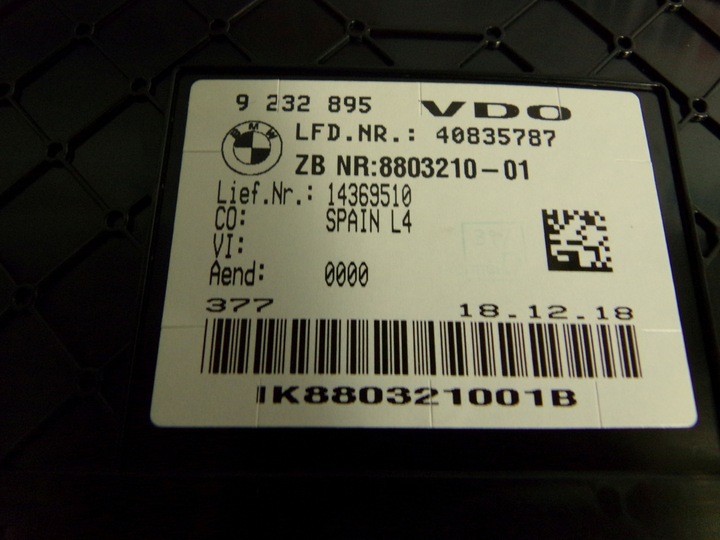 9 232 895 VDO
BMW
LFD.NR.: 40835787
ZB NR:8803210-01
Lief.Nr.: 14369510
CO: SPAIN L4
VI:
Aend: 0000
377 18.12.18
IK880321001B